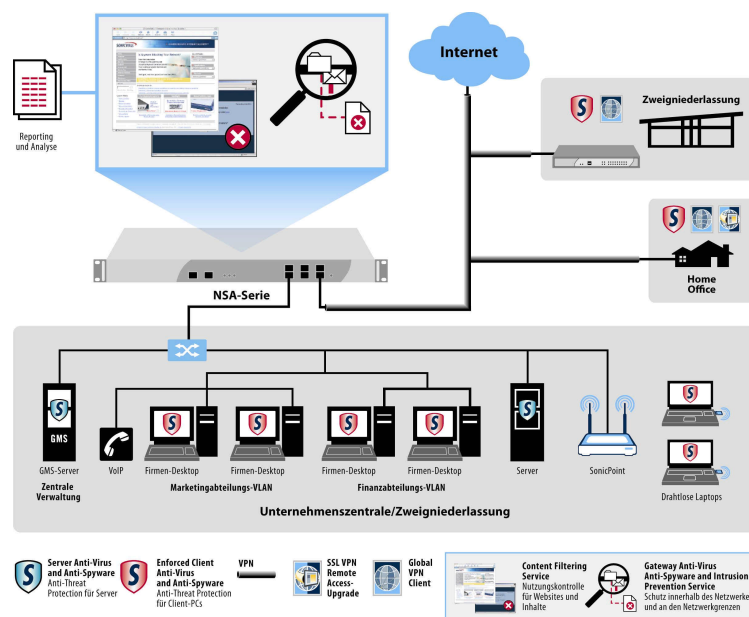 Internet
Zweigniederlassung
Reporting
und Analyse
Home
Office
NSA-Serie
GMS
GMS-Server
VoIP
Firmen-Desktop
Firmen-Desktop
Firmen-Desktop
Firmen-Desktop
Server
SonicPoint
Drahtlose Laptops
Zentrale
Verwaltung
Marketingabteilungs-VLAN
Finanzabteilungs-VLAN
Unternehmenszentrale/Zweigniederlassung
Server Anti-Virus
and Anti-Spyware
Anti-Threat
Protection für Server
Enforced Client
Anti-Virus
and Anti-Spyware
Anti-Threat Protection
für Client-PCs
VPN
SSL VPN
Remote
Access-
Upgrade
Global
VPN
Client
Content Filtering
Service
Nutzungskontrolle
für Websites und
Inhalte
Gateway Anti-Virus
Anti-Spyware and Intrusion
Prevention Service
Schutz innerhalb des Netzwerke
und an den Netzwerkgrenzen